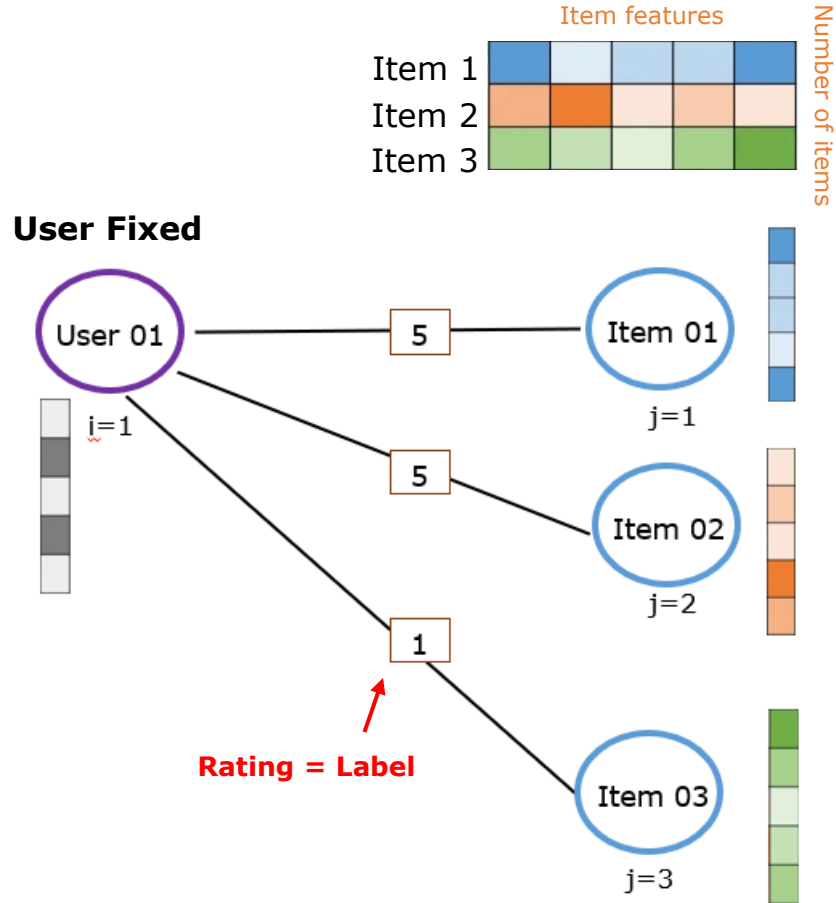 Item features
Number of items
Item 1
Item 2
Item 3
User Fixed
User 01
5
Item 01
i=1
j=1
5
Item 02
j=2
1
Rating = Label
Item 03
j=3